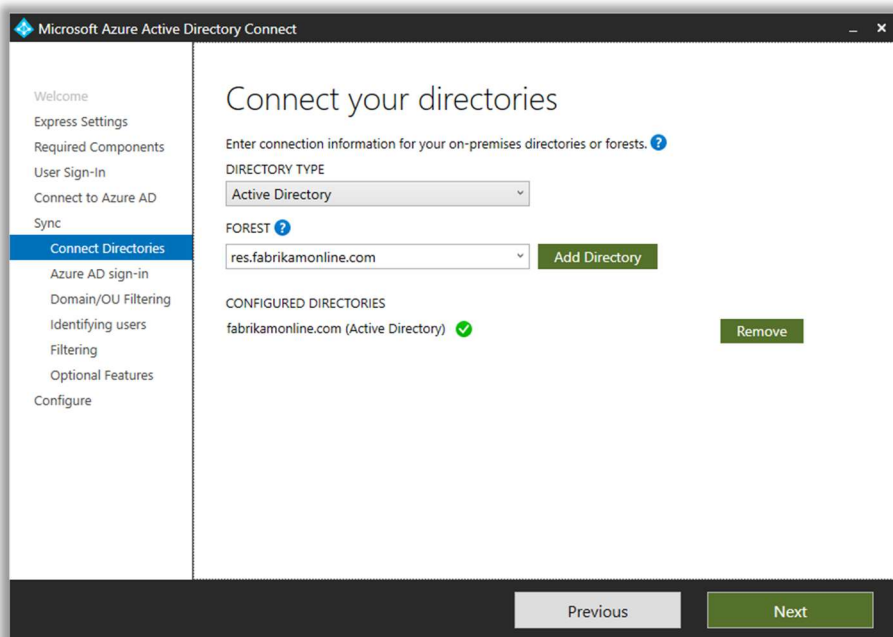 Microsoft Azure Active Directory Connect
Welcome
Express Settings
Required Components
User Sign-In
Connect to Azure AD
Sync
Connect Directories
Azure AD sign-in
Domain/OU Filtering
Identifying users
Filtering
Optional Features
Configure
Connect your directories
Enter connection information for your on-premises directories or forests. ?
DIRECTORY TYPE
Active Directory
FOREST ?
res.fabrikamonline.com
Add Directory
CONFIGURED DIRECTORIES
fabrikamonline.com (Active Directory)
Remove
Previous
Next